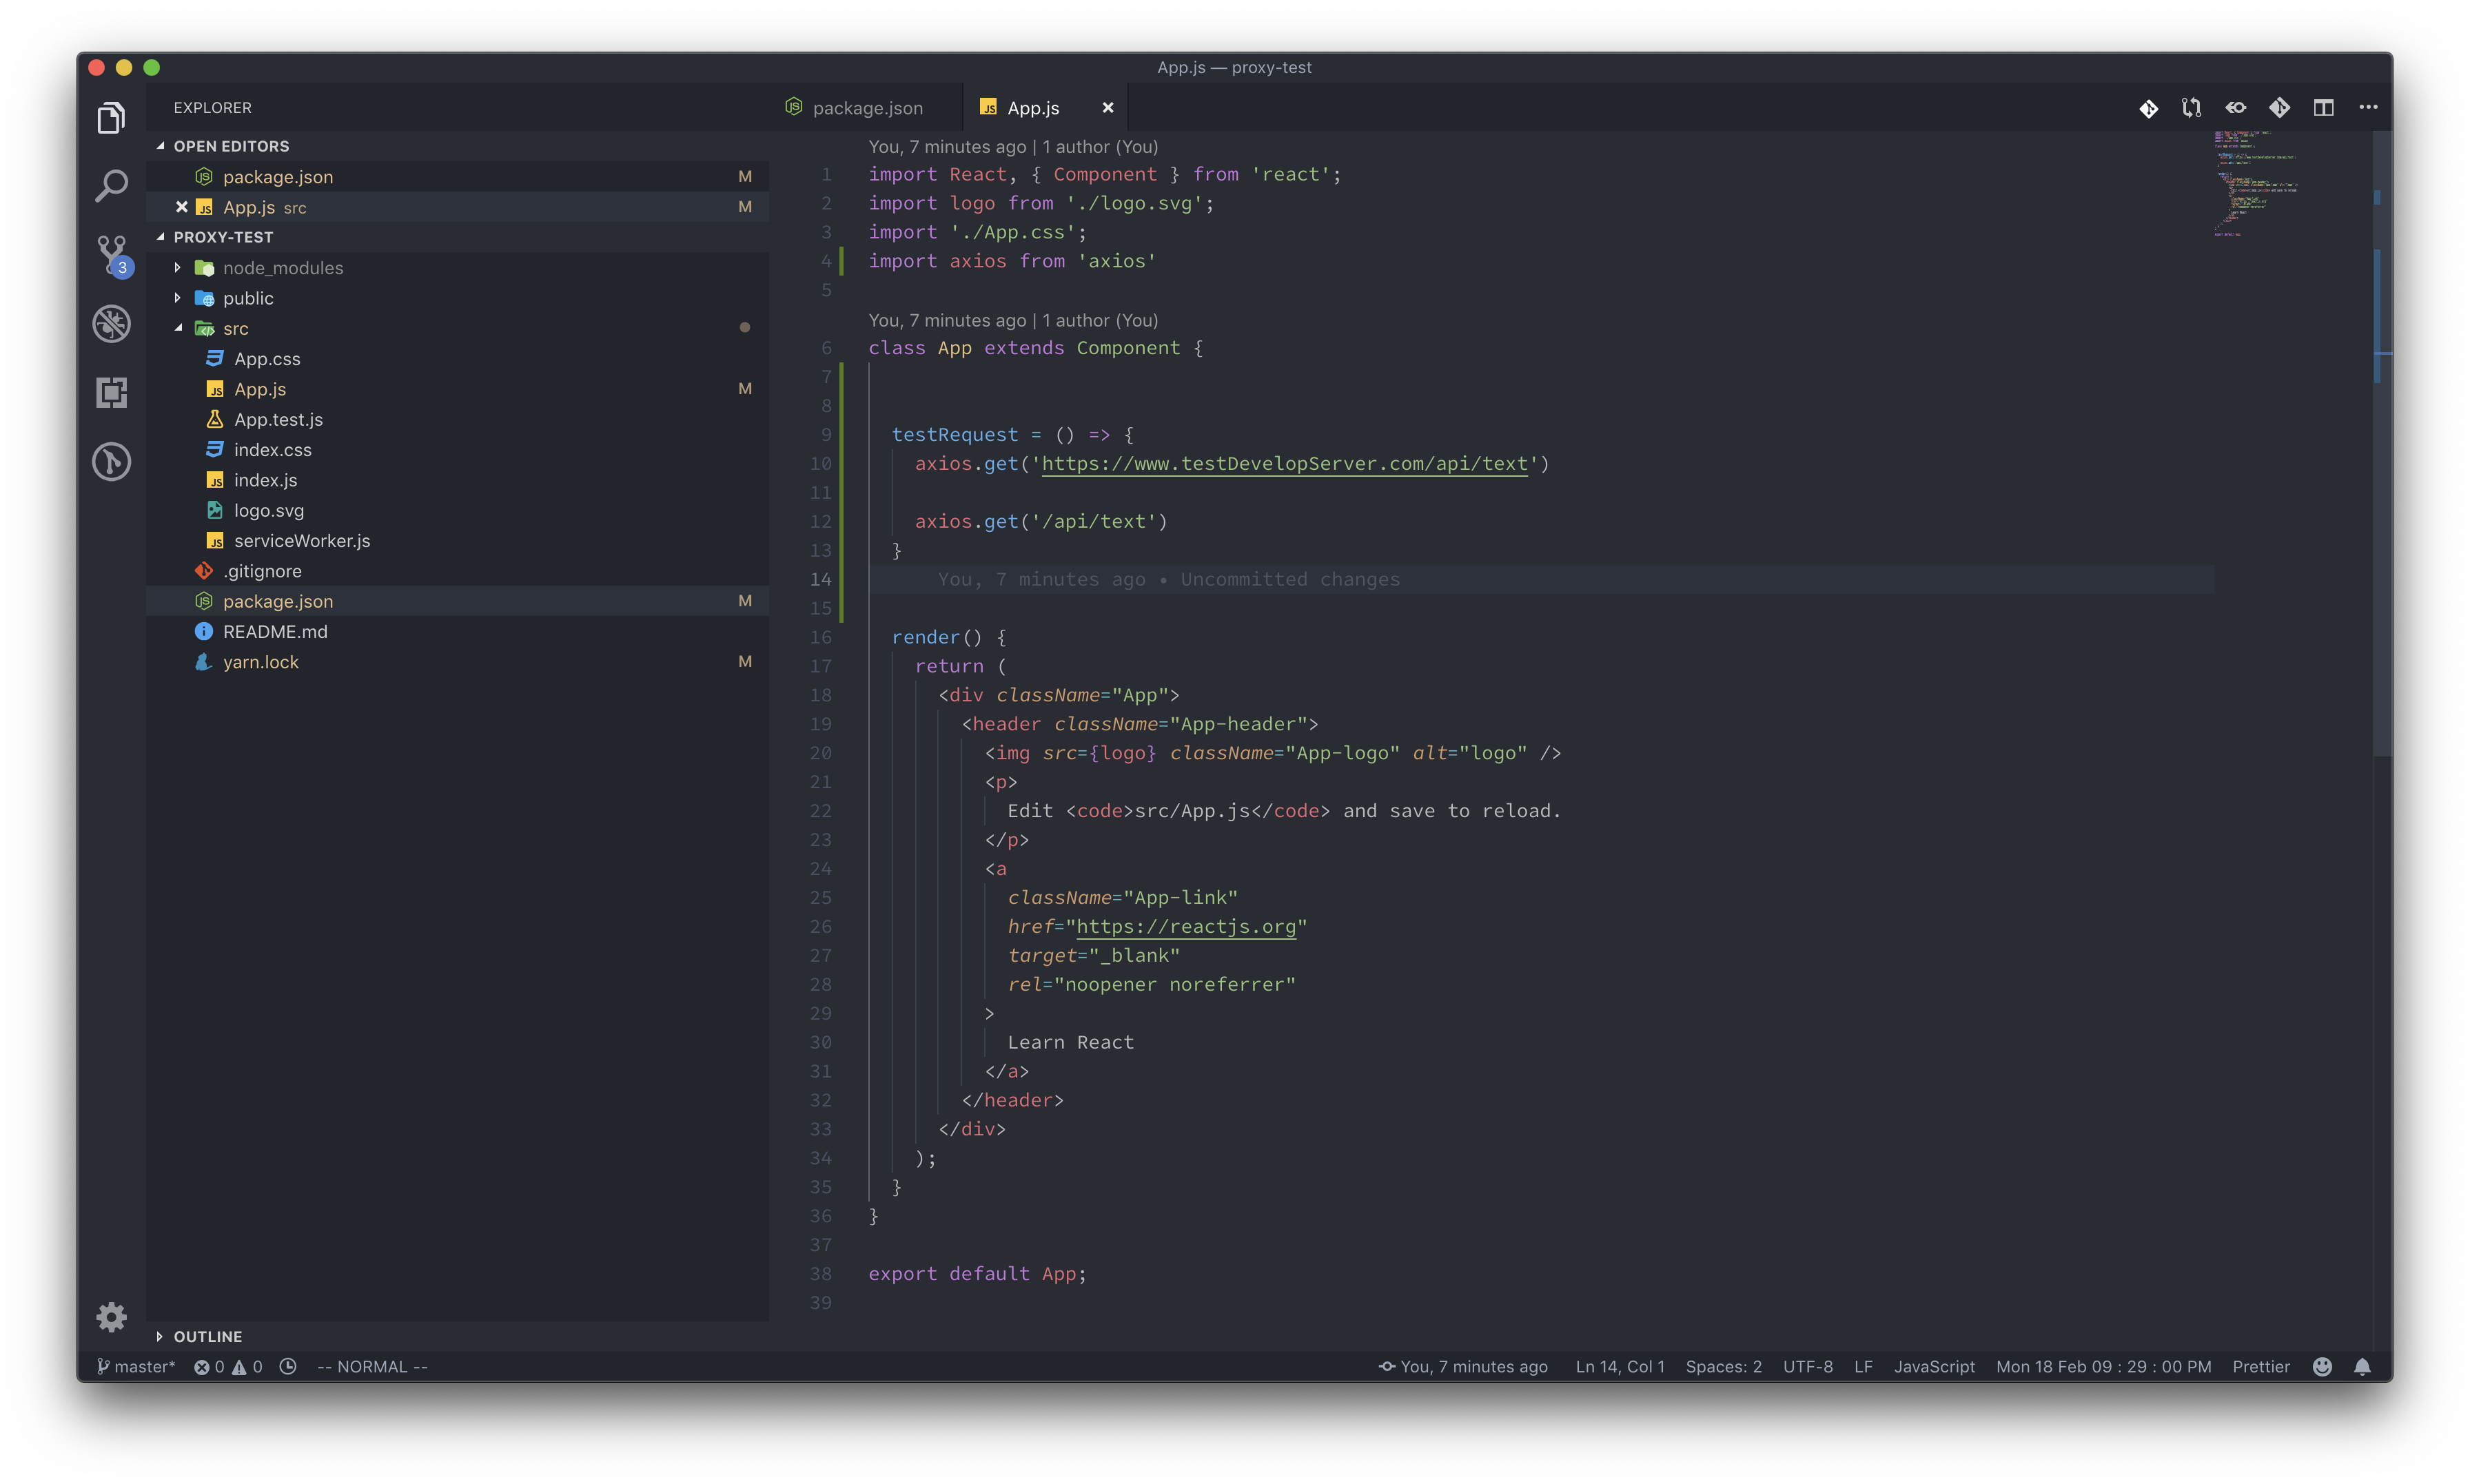 App.js — proxy-test
EXPLORER
OPEN EDITORS
package.json M
App.js src M
PROXY-TEST
node_modules
public
src
App.css
App.js M
App.test.js
index.css
index.js
logo.svg
serviceWorker.js
.gitignore
package.json M
README.md
yarn.lock M
OUTLINE
3
package.json
App.js
You, 7 minutes ago | 1 author (You)
1 import React, { Component } from 'react';
2 import logo from './logo.svg';
3 import './App.css';
4 import axios from 'axios'
5
You, 7 minutes ago | 1 author (You)
6 class App extends Component {
7
8
9 testRequest = () => {
10 axios.get('https://www.testDevelopServer.com/api/text')
11
12 axios.get('/api/text')
13 }
14 You, 7 minutes ago • Uncommitted changes
15
16 render() {
17 return (
18 <div className="App">
19 <header className="App-header">
20 <img src={logo} className="App-logo" alt="logo" />
21 <p>
22 Edit <code>src/App.js</code> and save to reload.
23 </p>
24 <a
25 className="App-link"
26 href="https://reactjs.org"
27 target="_blank"
28 rel="noopener noreferrer"
29 >
30 Learn React
31 </a>
32 </header>
33 </div>
34 );
35 }
36 }
37
38 export default App;
39
master* 0 0 -- NORMAL -- You, 7 minutes ago Ln 14, Col 1 Spaces: 2 UTF-8 LF JavaScript Mon 18 Feb 09 : 29 : 00 PM Prettier